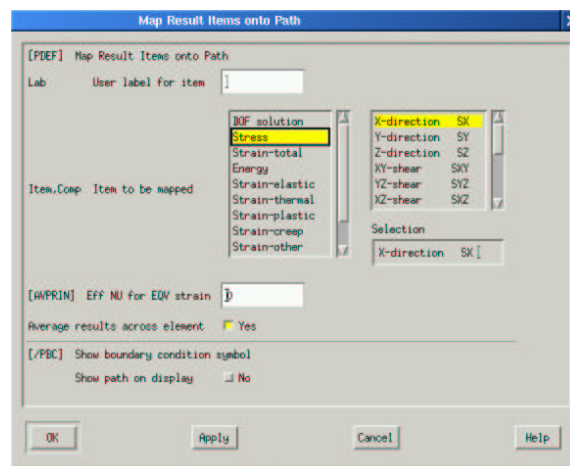 Map Result Items onto Path
[PDEF] Map Result Items onto Path
Lab User label for item
Item,Comp Item to be mapped
DOF solution
Stress
Strain-total
Energy
Strain-elastic
Strain-thermal
Strain-plastic
Strain-creep
Strain-other
X-direction SX
Y-direction SY
Z-direction SZ
XY-shear SXY
YZ-shear SYZ
XZ-shear SXZ
Selection
X-direction SX
[AVPRIN] Eff NU for EQV strain 0
Average results across element Yes
[/PBC] Show boundary condition symbol
Show path on display No
OK Apply Cancel Help